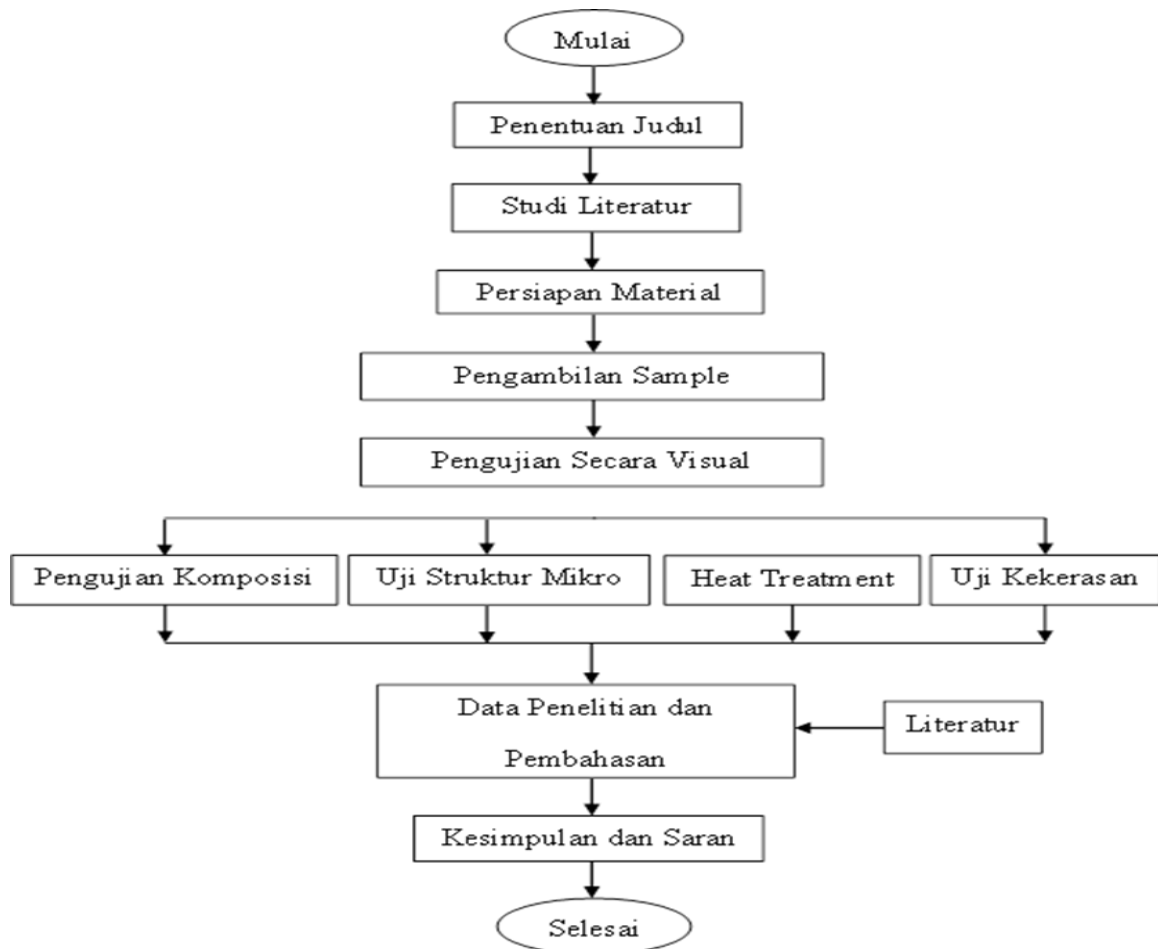 Mulai
Penentuan Judul
Studi Literatur
Persiapan Material
Pengambilan Sample
Pengujian Secara Visual
Pengujian Komposisi
Uji Struktur Mikro
Heat Treatment
Uji Kekerasan
Data Penelitian dan
Pembahasan
Literatur
Kesimpulan dan Saran
Selesai